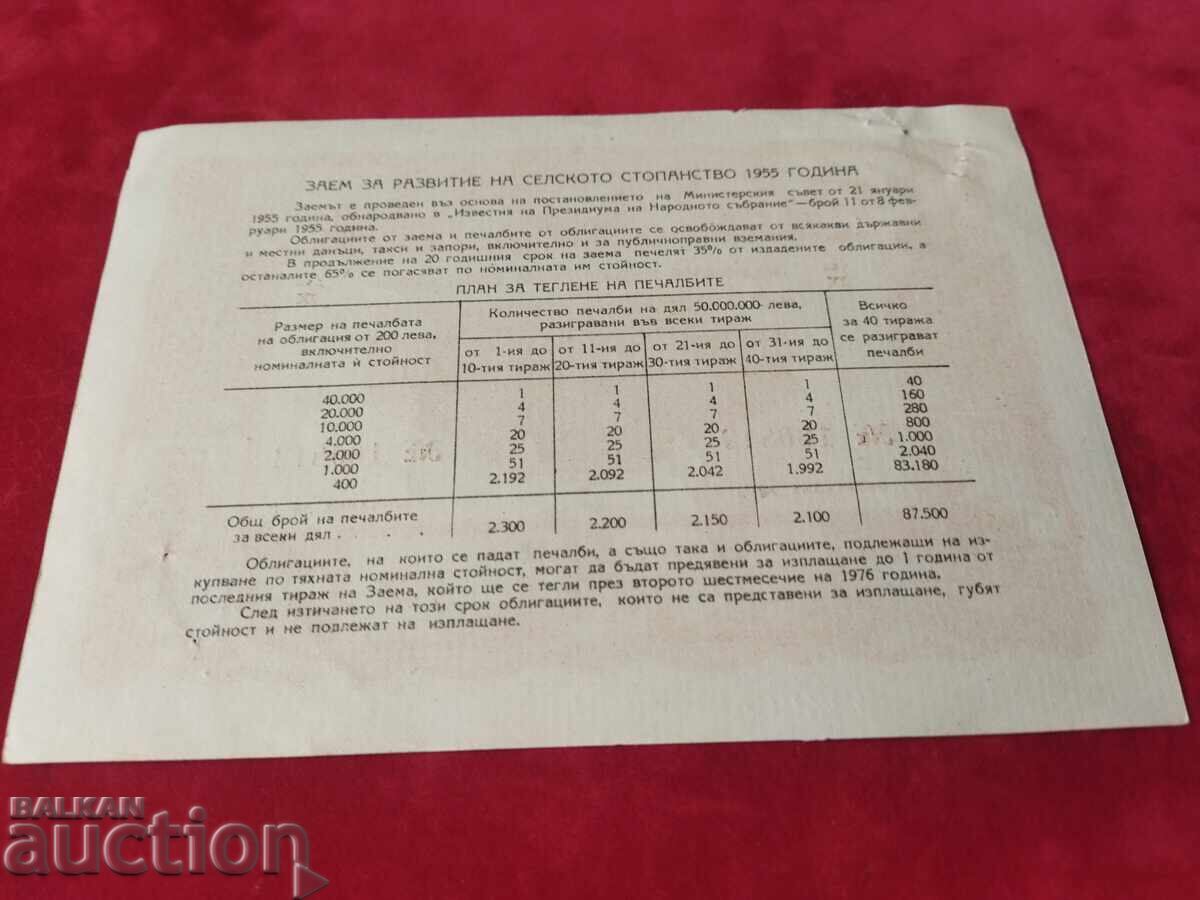 ЗАЕМ ЗА РАЗВИТИЕ НА СЕЛСКОТО СТОПАНСТВО 1955 ГОДИНА
Заемът е проведен въз основа на постановлението на Министерския съвет от 21 януари
1955 година, обнародвано в „Известия на Президиума на Народното събрание"—брой 11 от 8 фев-
руари 1955 година.
Облигациите от заема и печалбите от облигациите се освобождават от всякакви държавни
и местни данъци, такси и запори, включително и за публичноправни вземания.
В продължение на 20 годишния срок на заема печелят 35% от издадените облигации, а
останалите 65% се погасяват по номиналната им стойност.
ПЛАН ЗА ТЕГЛЕНЕ НА ПЕЧАЛБИТЕ
Размер на печалбата
на облигация от 200 лева,
включително
номиналната ѝ стойност
Количество печалби на дял 50.000.000 лева,
разигравани във всеки тираж
Всичко
за 40 тиража
се разиграват
печалби
от 1-ия до
10-тия тираж
от 11-ия до
20-тия тираж
от 21-ия до
30-тия тираж
от 31-ия до
40-тия тираж
40.000 1 1 1 1 40
20.000 4 4 4 4 160
10.000 7 7 7 7 280
4.000 20 20 20 20 800
2.000 25 25 25 25 1.000
1.000 51 51 51 51 2.040
400 2.192 2.092 2.042 1.992 83.180
Общ брой на печалбите
за всеки дял . . . . . 2.300 2.200 2.150 2.100 87.500
Облигациите, на които се падат печалби, а също така и облигациите, подлежащи на из-
купване по тяхната номинална стойност, могат да бъдат предявени за изплащане до 1 година от
последния тираж на Заема, който ще се тегли през второто шестмесечие на 1976 година.
След изтичането на този срок облигациите, които не са представени за изплащане, губят
стойност и не подлежат на изплащане.
BALKAN
auction